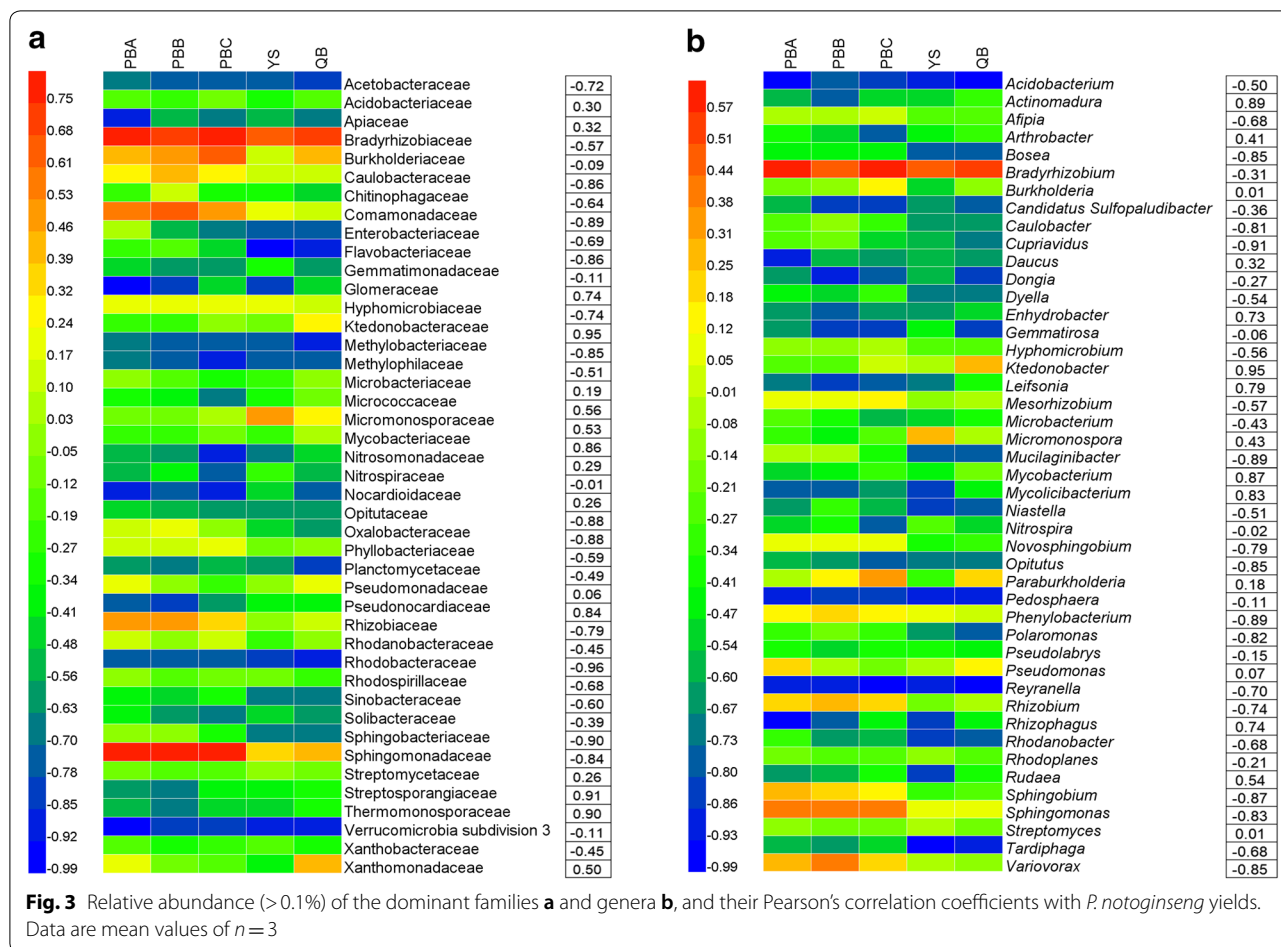 a
PBA PBB PBC YS QB
0.75
0.68
0.61
0.53
0.46
0.39
0.32
0.24
0.17
0.10
0.03
-0.05
-0.12
-0.19
-0.27
-0.34
-0.41
-0.48
-0.56
-0.63
-0.70
-0.78
-0.85
-0.92
-0.99
Acetobacteraceae -0.72
Acidobacteriaceae 0.30
Apiaceae 0.32
Bradyrhizobiaceae -0.57
Burkholderiaceae -0.09
Caulobacteraceae -0.86
Chitinophagaceae -0.64
Comamonadaceae -0.89
Enterobacteriaceae -0.69
Flavobacteriaceae -0.86
Gemmatimonadaceae -0.11
Glomeraceae 0.74
Hyphomicrobiaceae -0.74
Ktedonobacteraceae 0.95
Methylobacteriaceae -0.85
Methylophilaceae -0.51
Microbacteriaceae 0.19
Micrococcaceae 0.56
Micromonosporaceae 0.53
Mycobacteriaceae 0.86
Nitrosomonadaceae 0.29
Nitrospiraceae -0.01
Nocardioidaceae 0.26
Opitutaceae -0.88
Oxalobacteraceae -0.88
Phyllobacteriaceae -0.59
Planctomycetaceae -0.49
Pseudomonadaceae 0.06
Pseudonocardiaceae 0.84
Rhizobiaceae -0.79
Rhodanobacteraceae -0.45
Rhodobacteraceae -0.96
Rhodospirillaceae -0.68
Sinobacteraceae -0.60
Solibacteraceae -0.39
Sphingobacteriaceae -0.90
Sphingomonadaceae -0.84
Streptomycetaceae 0.26
Streptosporangiaceae 0.91
Thermomonosporaceae 0.90
Verrucomicrobia subdivision 3 -0.11
Xanthobacteraceae -0.45
Xanthomonadaceae 0.50
b
PBA PBB PBC YS QB
0.57
0.51
0.44
0.38
0.31
0.25
0.18
0.12
0.05
-0.01
-0.08
-0.14
-0.21
-0.27
-0.34
-0.41
-0.47
-0.54
-0.60
-0.67
-0.73
-0.80
-0.86
-0.93
-0.99
Acidobacterium -0.50
Actinomadura 0.89
Afipia -0.68
Arthrobacter 0.41
Bosea -0.85
Bradyrhizobium -0.31
Burkholderia 0.01
Candidatus Sulfopaludibacter -0.36
Caulobacter -0.81
Cupriavidus -0.91
Daucus 0.32
Dongia -0.27
Dyella -0.54
Enhydrobacter 0.73
Gemmatirosa -0.06
Hyphomicrobium -0.56
Ktedonobacter 0.95
Leifsonia 0.79
Mesorhizobium -0.57
Microbacterium -0.43
Micromonospora 0.43
Mucilaginibacter -0.89
Mycobacterium 0.87
Mycolicibacterium 0.83
Niastella -0.51
Nitrospira -0.02
Novosphingobium -0.79
Opitutus -0.85
Paraburkholderia 0.18
Pedosphaera -0.11
Phenylobacterium -0.89
Polaromonas -0.82
Pseudolabrys -0.15
Pseudomonas 0.07
Reyranella -0.70
Rhizobium -0.74
Rhizophagus 0.74
Rhodanobacter -0.68
Rhodoplanes -0.21
Rudaea 0.54
Sphingobium -0.87
Sphingomonas -0.83
Streptomyces 0.01
Tardiphaga -0.68
Variovorax -0.85
Fig. 3 Relative abundance (> 0.1%) of the dominant families a and genera b, and their Pearson's correlation coefficients with P. notoginseng yields.
Data are mean values of n = 3